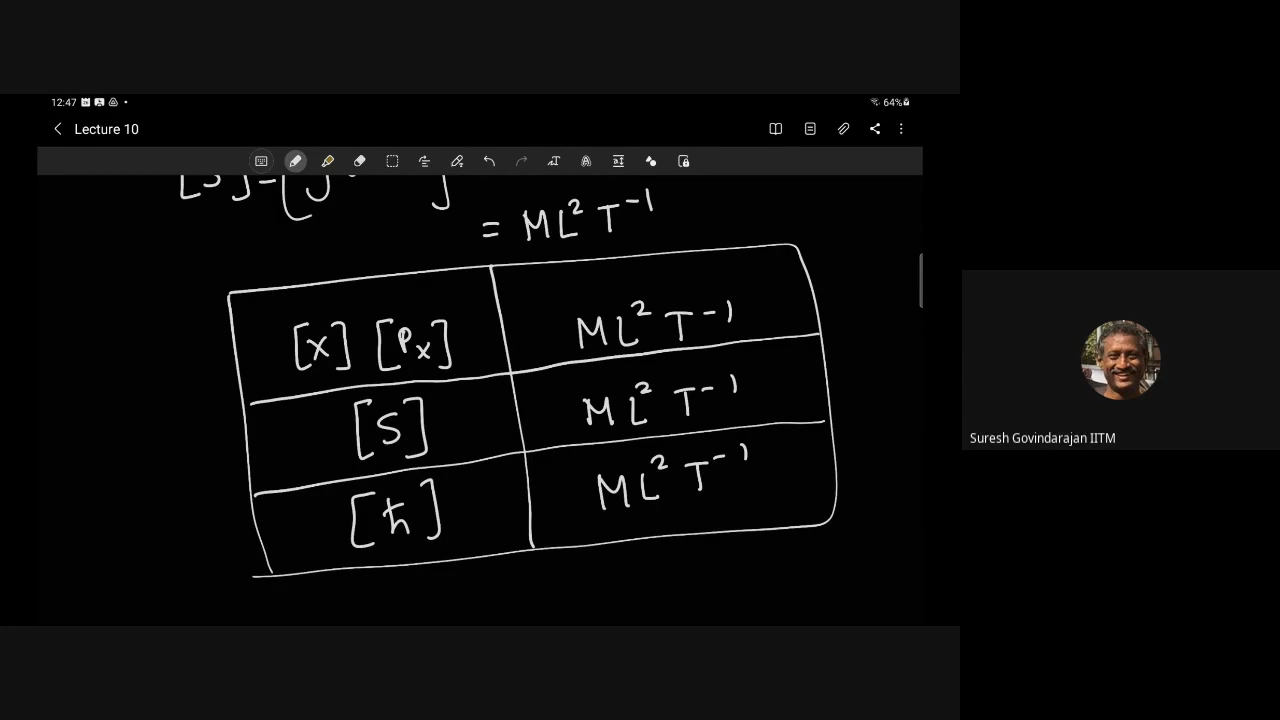 12:47
64%
Lecture 10
= ML² T⁻¹
[x] [Pₓ] ML² T⁻¹
[S] ML² T⁻¹
[ħ] ML² T⁻¹
Suresh Govindarajan IITM